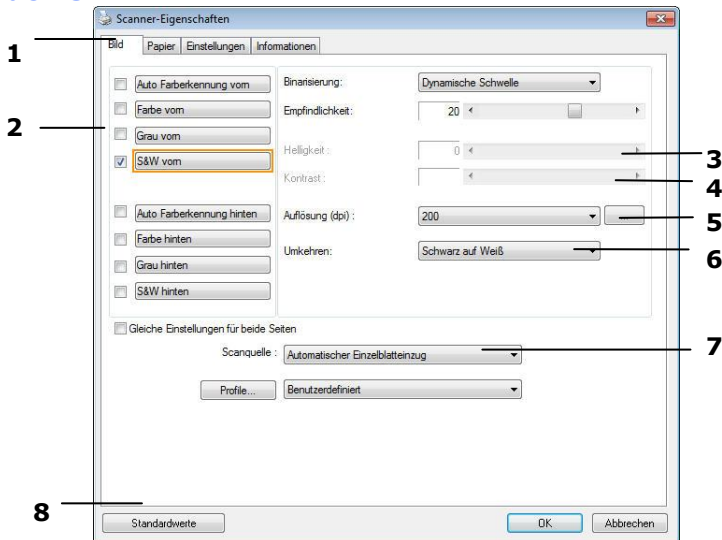 Scanner-Eigenschaften
Bild Papier Einstellungen Informationen
1
Auto Farberkennung vorn Binarisierung: Dynamische Schwelle
Farbe vorn Empfindlichkeit: 20
2
Grau vorn
S&W vorn Helligkeit : 0
3
Kontrast :
4
Auto Farberkennung hinten Auflösung (dpi) : 200
5
Farbe hinten Umkehren: Schwarz auf Weiß
6
Grau hinten
S&W hinten
Gleiche Einstellungen für beide Seiten
Scanquelle : Automatischer Einzelblatteinzug
7
Profile... Benutzerdefiniert
8
Standardwerte OK Abbrechen